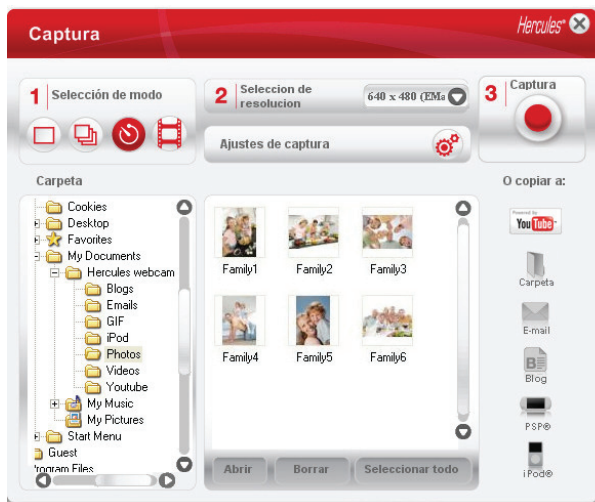 Captura
Hercules®
1 Selección de modo
2 Seleccion de resolucion
640 x 480 (EMa
3 Captura
Ajustes de captura
Carpeta
Cookies
Desktop
Favorites
My Documents
Hercules webcam
Blogs
Emails
GIF
iPod
Photos
Videos
Youtube
My Music
My Pictures
Start Menu
Guest
rogram Files
Family1
Family2
Family3
Family4
Family5
Family6
Abrir
Borrar
Seleccionar todo
O copiar a:
Powered by
YouTube
Carpeta
E-mail
B
Blog
PSP®
iPod®